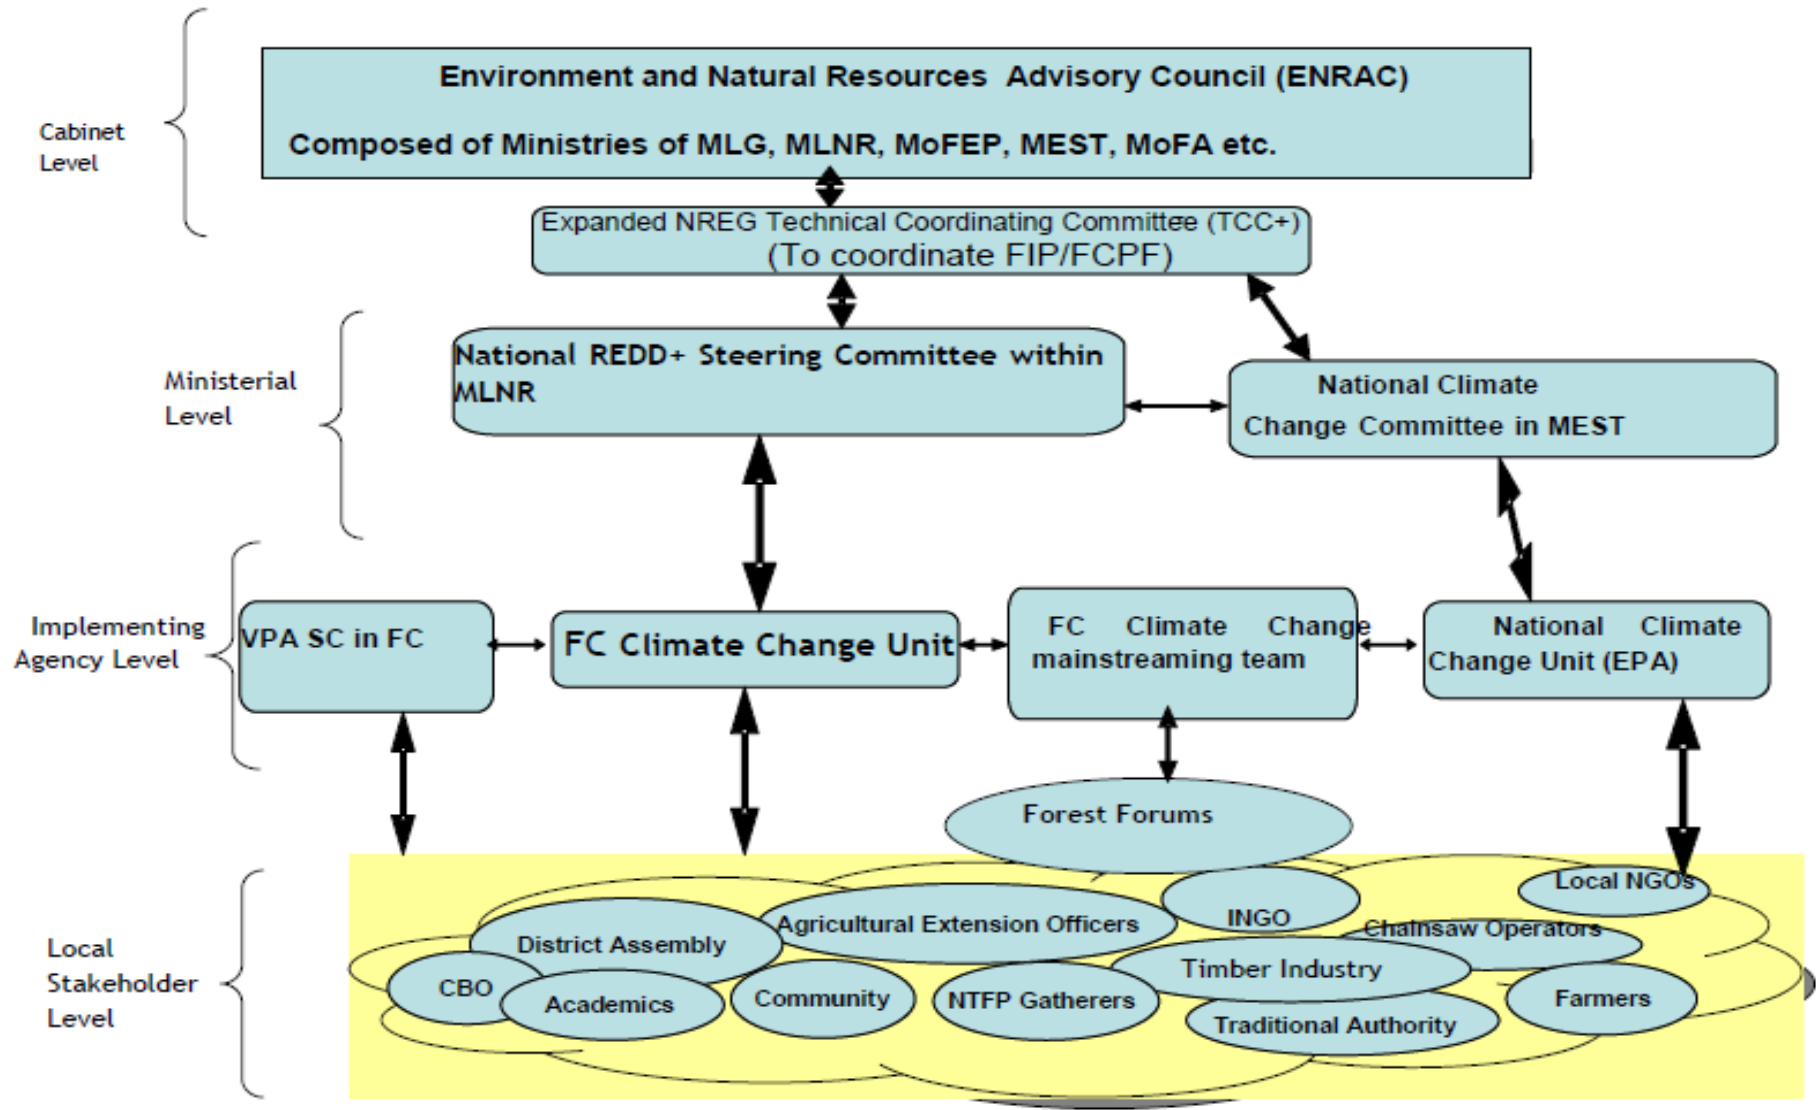 Environment and Natural Resources Advisory Council (ENRAC)
Composed of Ministries of MLG, MLNR, MoFEP, MEST, MoFA etc.
Cabinet
Level
Expanded NREG Technical Coordinating Committee (TCC+)
(To coordinate FIP/FCPF)
Ministerial
Level
National REDD+ Steering Committee within
MLNR
National Climate
Change Committee in MEST
Implementing
Agency Level
VPA SC in FC
FC Climate Change Unit
FC Climate Change
mainstreaming team
National Climate
Change Unit (EPA)
Forest Forums
Local
Stakeholder
Level
Local NGOs
INGO
Agricultural Extension Officers
Chainsaw Operators
District Assembly
Timber Industry
CBO
Academics
Community
NTFP Gatherers
Farmers
Traditional Authority